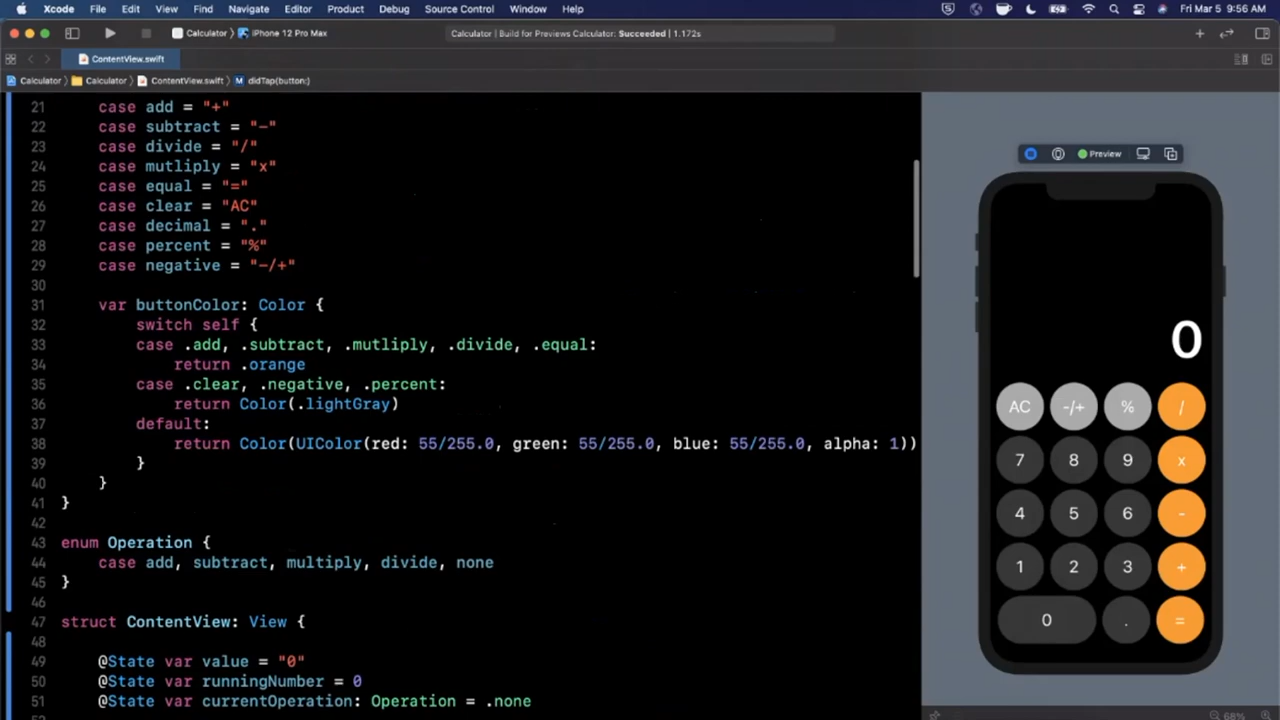 Xcode File Edit View Find Navigate Editor Product Debug Source Control Window Help Fri Mar 5 9:56 AM
Calculator iPhone 12 Pro Max Calculator | Build for Previews Calculator: Succeeded | 1.172s
ContentView.swift
Calculator Calculator ContentView.swift M didTap(button:)
21 case add = "+"
22 case subtract = "-"
23 case divide = "/"
24 case mutliply = "x"
25 case equal = "="
26 case clear = "AC"
27 case decimal = "."
28 case percent = "%"
29 case negative = "-/+"
30
31 var buttonColor: Color {
32 switch self {
33 case .add, .subtract, .mutliply, .divide, .equal:
34 return .orange
35 case .clear, .negative, .percent:
36 return Color(.lightGray)
37 default:
38 return Color(UIColor(red: 55/255.0, green: 55/255.0, blue: 55/255.0, alpha: 1))
39 }
40 }
41 }
42
43 enum Operation {
44 case add, subtract, multiply, divide, none
45 }
46
47 struct ContentView: View {
48
49 @State var value = "0"
50 @State var runningNumber = 0
51 @State var currentOperation: Operation = .none
Preview
0
AC -/+ % /
7 8 9 x
4 5 6 -
1 2 3 +
0 . =
68%